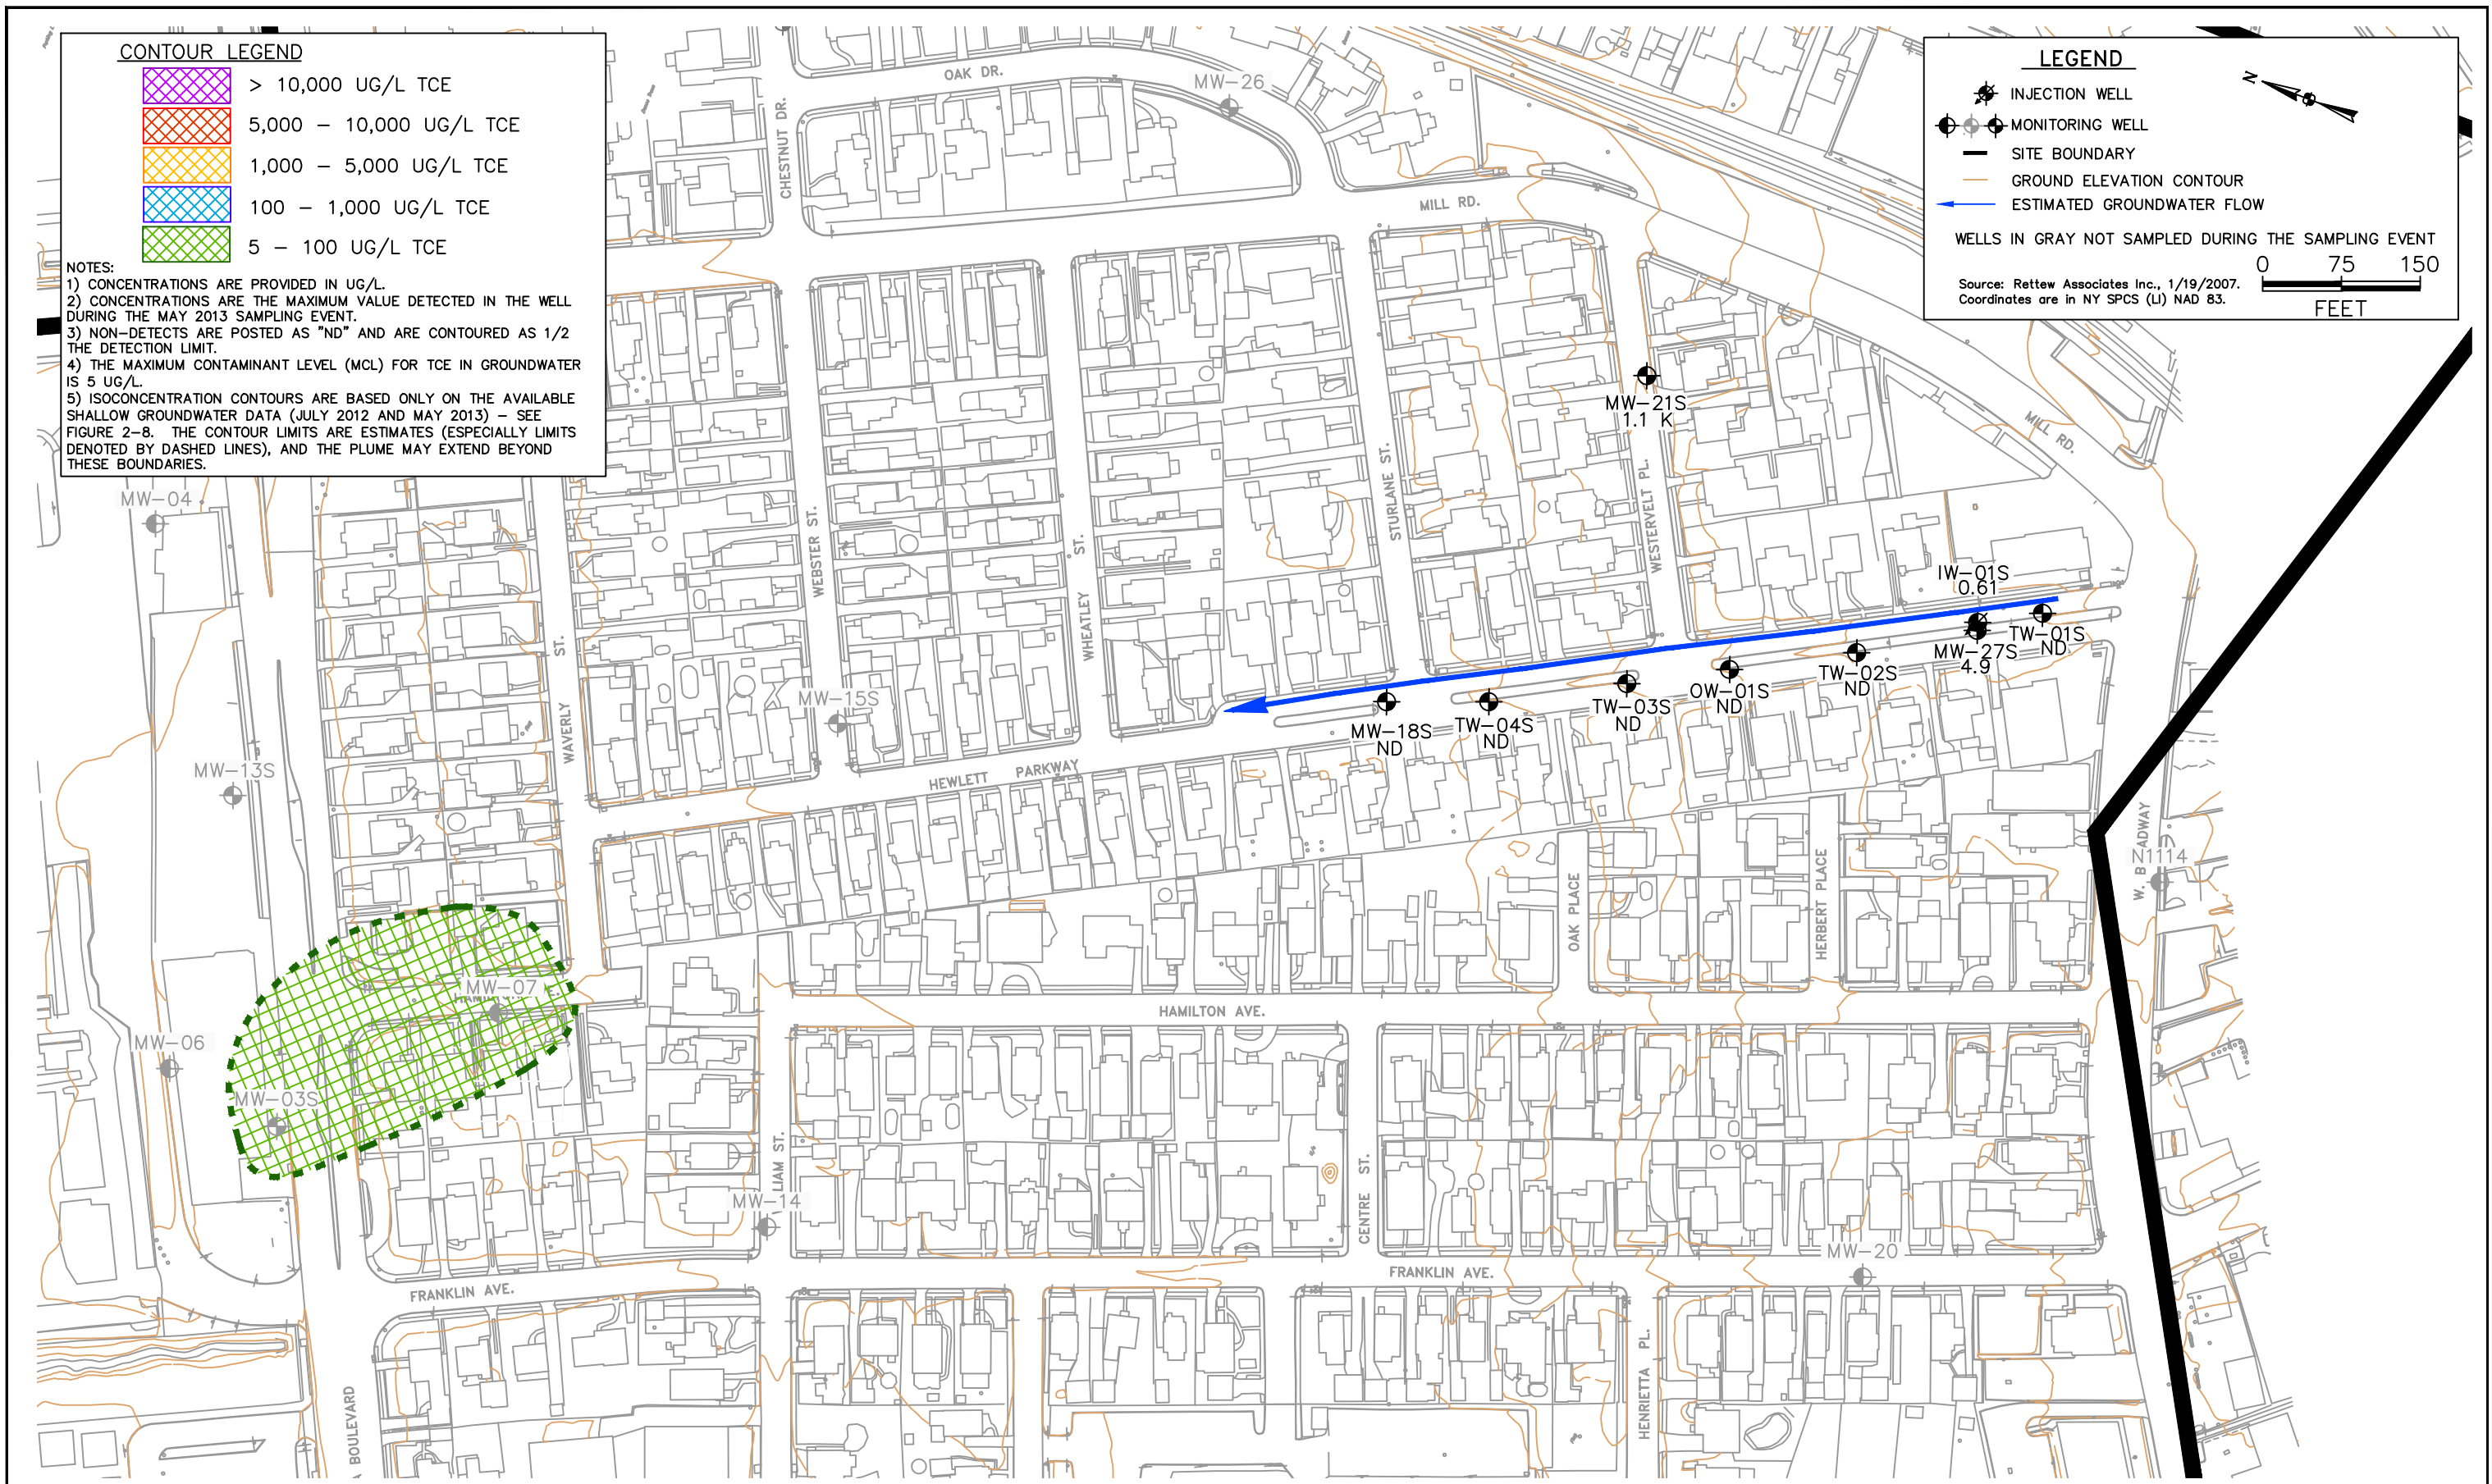 CONTOUR LEGEND
> 10,000 UG/L TCE
5,000 – 10,000 UG/L TCE
1,000 – 5,000 UG/L TCE
100 – 1,000 UG/L TCE
5 – 100 UG/L TCE
NOTES:
1) CONCENTRATIONS ARE PROVIDED IN UG/L.
2) CONCENTRATIONS ARE THE MAXIMUM VALUE DETECTED IN THE WELL
DURING THE MAY 2013 SAMPLING EVENT.
3) NON–DETECTS ARE POSTED AS "ND" AND ARE CONTOURED AS 1/2
THE DETECTION LIMIT.
4) THE MAXIMUM CONTAMINANT LEVEL (MCL) FOR TCE IN GROUNDWATER
IS 5 UG/L.
5) ISOCONCENTRATION CONTOURS ARE BASED ONLY ON THE AVAILABLE
SHALLOW GROUNDWATER DATA (JULY 2012 AND MAY 2013) – SEE
FIGURE 2–8. THE CONTOUR LIMITS ARE ESTIMATES (ESPECIALLY LIMITS
DENOTED BY DASHED LINES), AND THE PLUME MAY EXTEND BEYOND
THESE BOUNDARIES.
LEGEND
N
INJECTION WELL
MONITORING WELL
SITE BOUNDARY
GROUND ELEVATION CONTOUR
ESTIMATED GROUNDWATER FLOW
WELLS IN GRAY NOT SAMPLED DURING THE SAMPLING EVENT
Source: Rettew Associates Inc., 1/19/2007.
Coordinates are in NY SPCS (LI) NAD 83.
0 75 150
FEET
OAK DR.
MW-26
CHESTNUT DR.
MILL RD.
MW-21S
1.1 K
MILL RD.
STURLANE ST.
WESTERVELT PL.
MW-04
WEBSTER ST.
WHEATLEY ST.
IW-01S
0.61
TW-01S
ND
MW-27S
4.9
TW-02S
ND
OW-01S
ND
TW-03S
ND
TW-04S
ND
MW-18S
ND
WAVERLY ST.
MW-15S
MW-13S
HEWLETT PARKWAY
W. B ADWAY
N1114
OAK PLACE
HERBERT PLACE
MW-07
HAMILTON AVE.
MW-06
MW-03S
LIAM ST.
MW-14
CENTRE ST.
MW-20
FRANKLIN AVE.
FRANKLIN AVE.
HENRIETTA PL.
A BOULEVARD